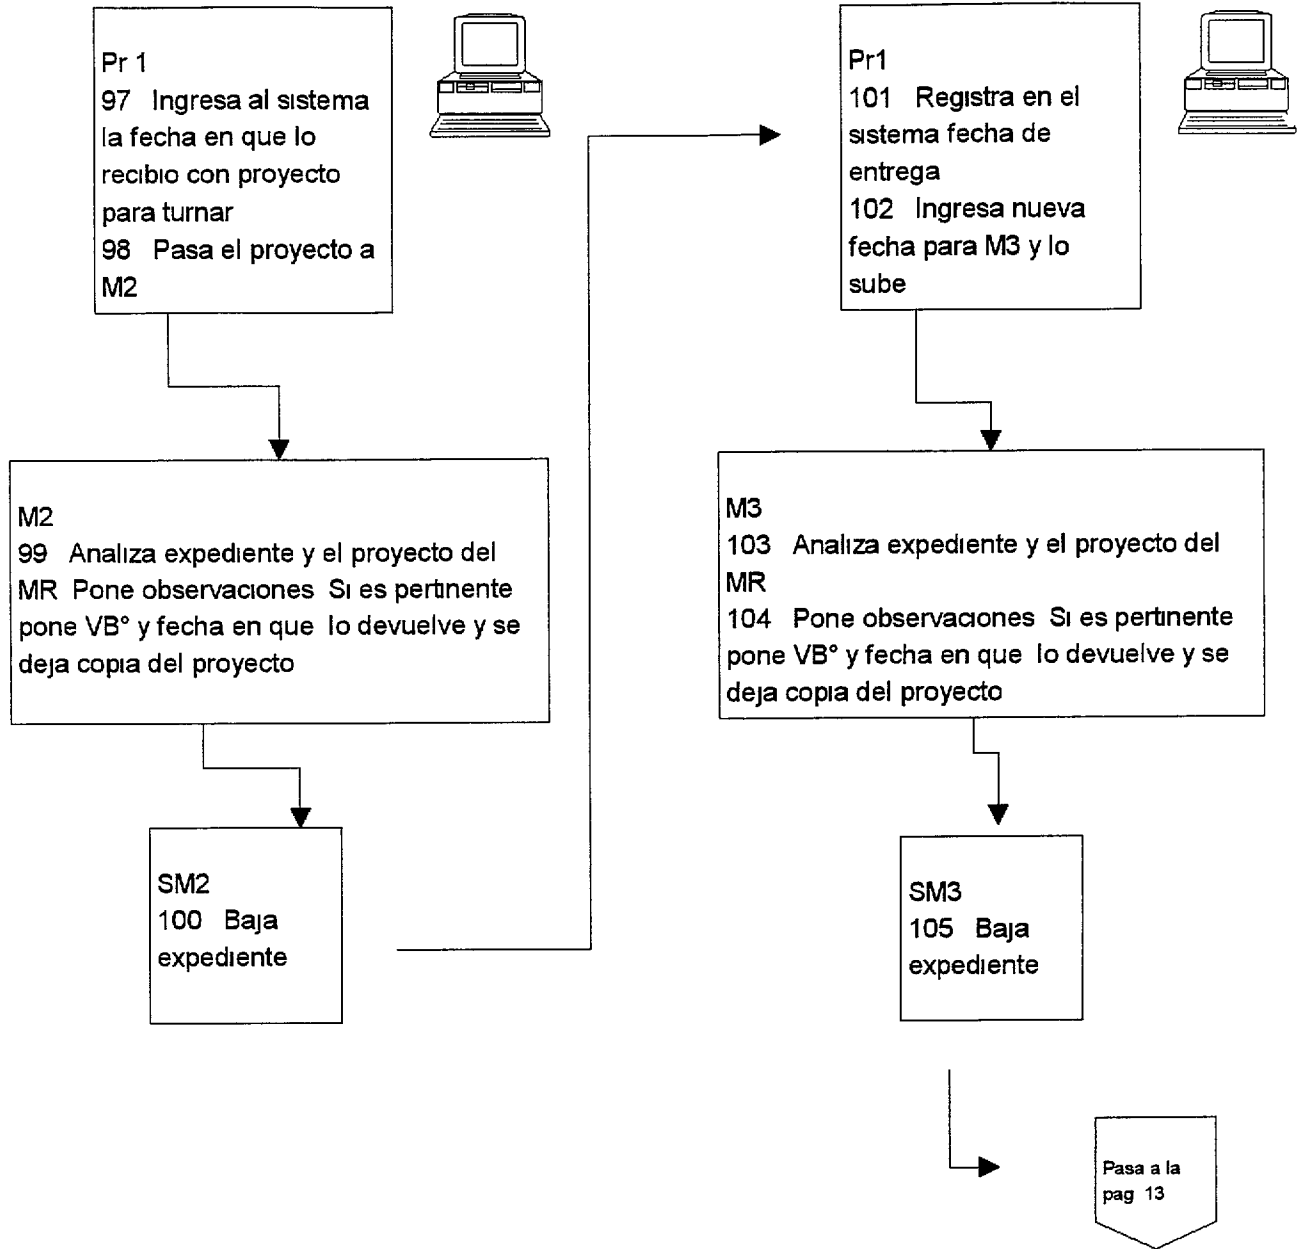 Pr 1
97 Ingresa al sistema
la fecha en que lo
recibio con proyecto
para turnar
98 Pasa el proyecto a
M2
M2
99 Analiza expediente y el proyecto del
MR Pone observaciones Si es pertinente
pone VB° y fecha en que lo devuelve y se
deja copia del proyecto
SM2
100 Baja
expediente
Pr1
101 Registra en el
sistema fecha de
entrega
102 Ingresa nueva
fecha para M3 y lo
sube
M3
103 Analiza expediente y el proyecto del
MR
104 Pone observaciones Si es pertinente
pone VB° y fecha en que lo devuelve y se
deja copia del proyecto
SM3
105 Baja
expediente
Pasa a la
pag 13